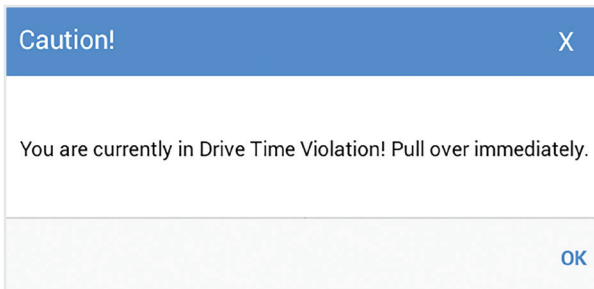 Caution!
X
You are currently in Drive Time Violation! Pull over immediately.
OK